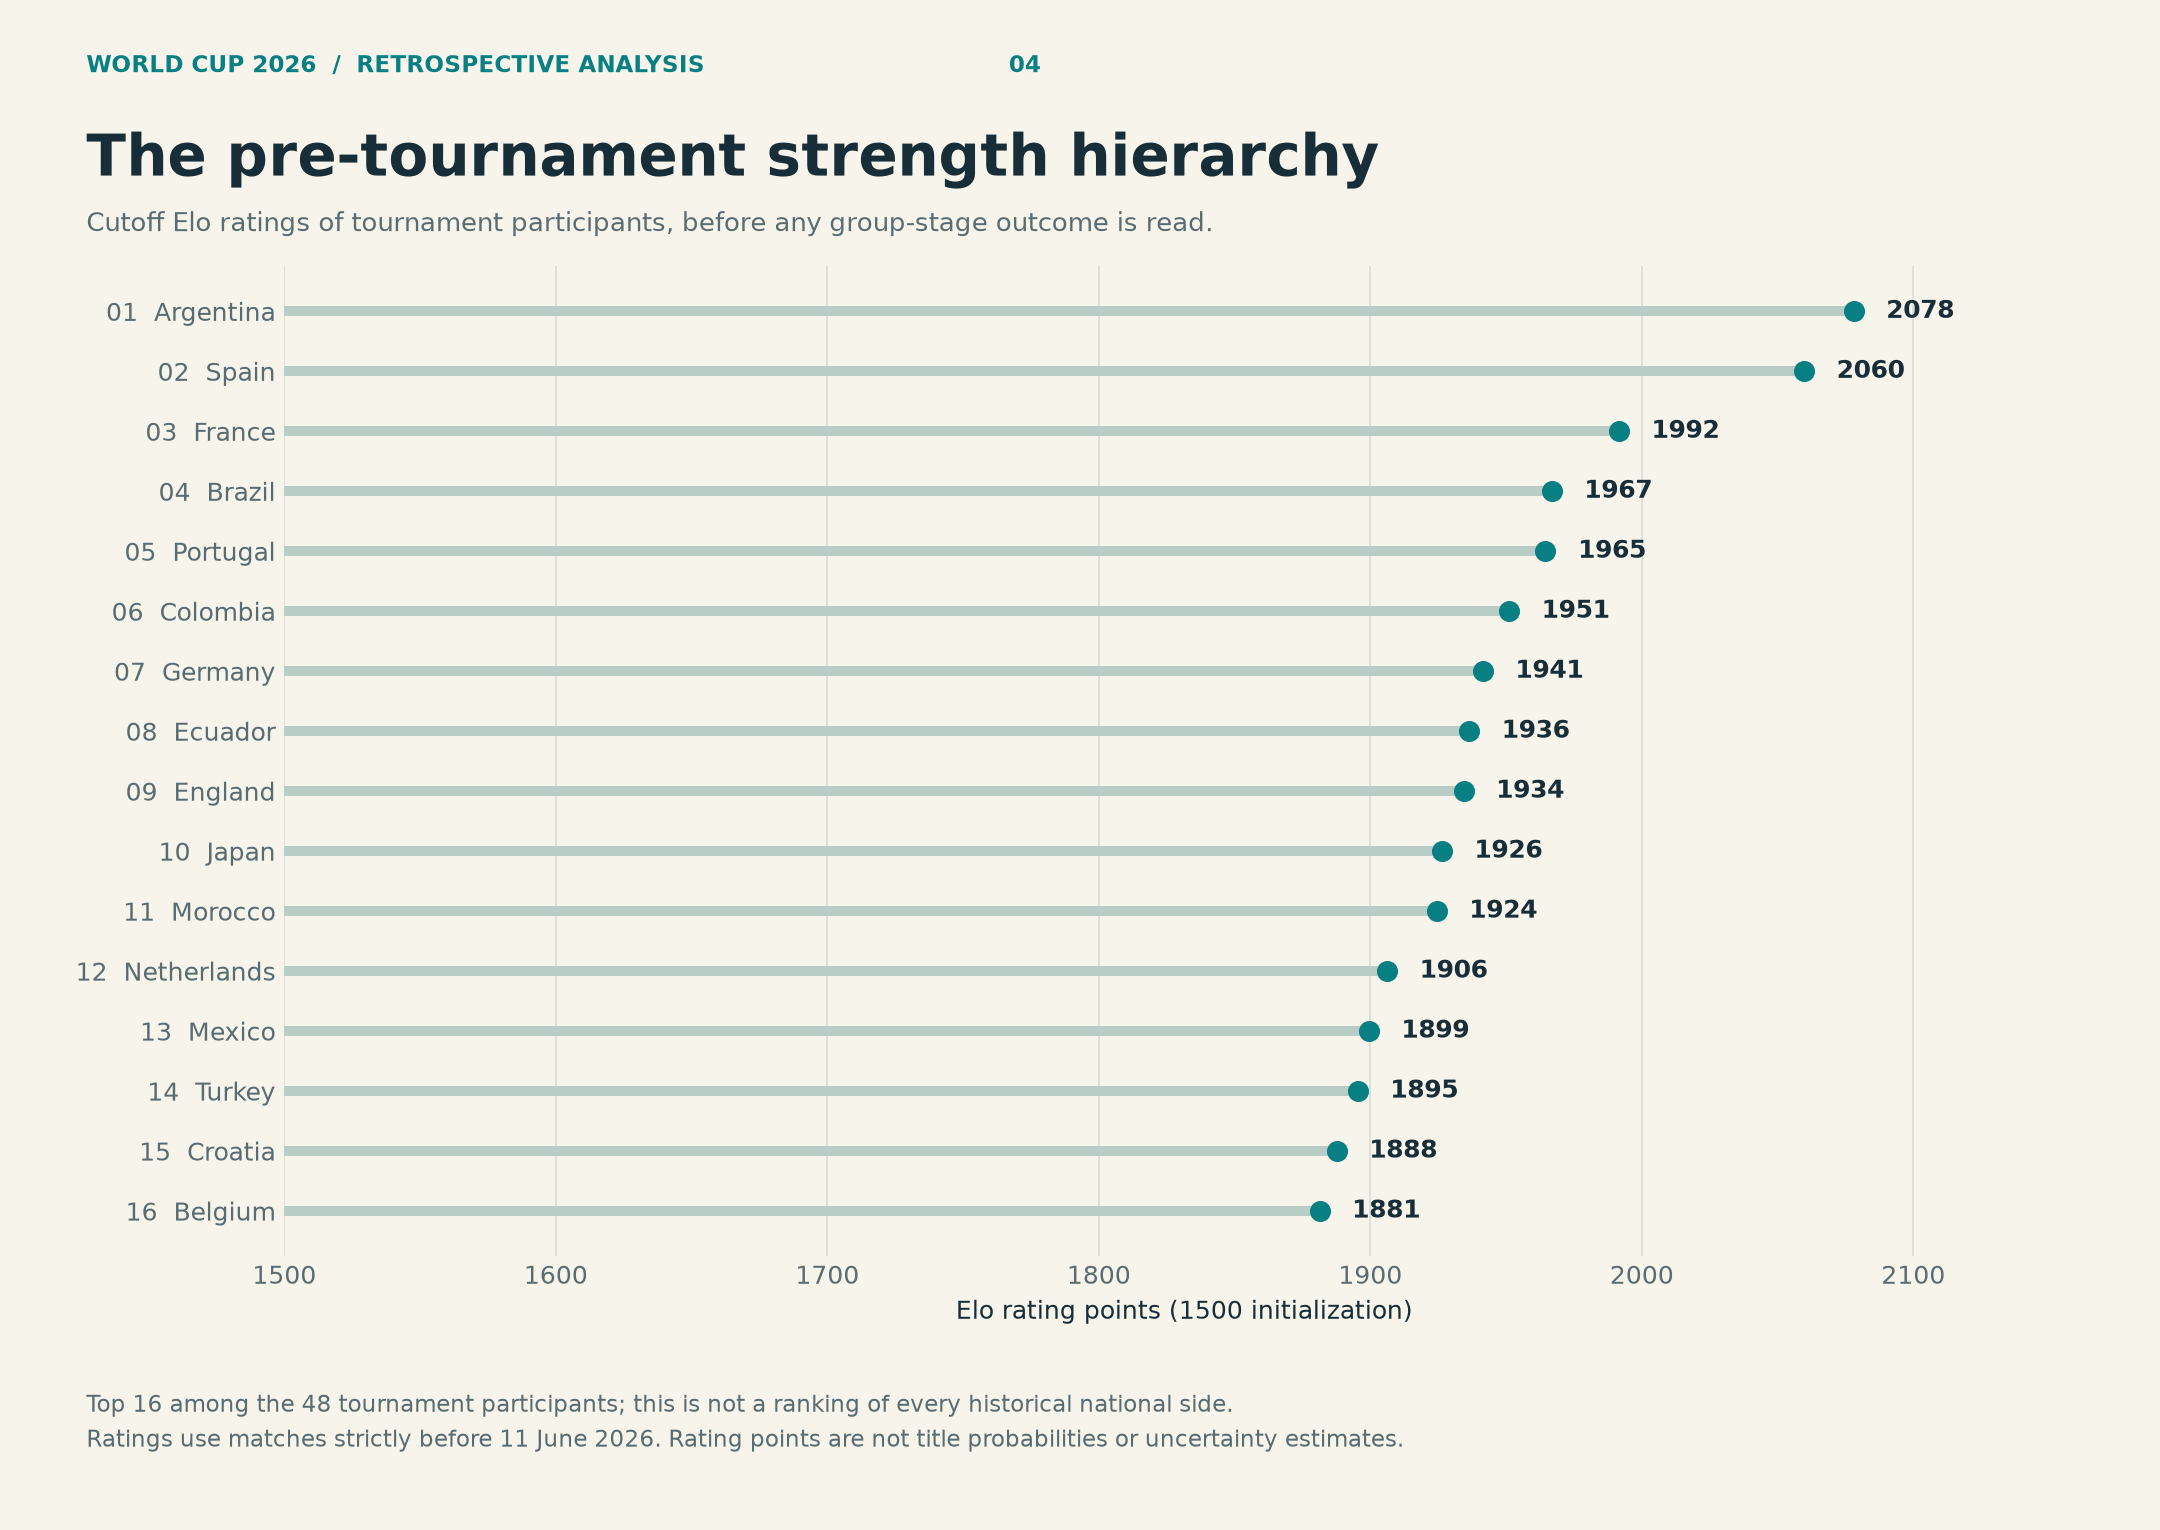 WORLD CUP 2026 / RETROSPECTIVE ANALYSIS 04
The pre-tournament strength hierarchy
Cutoff Elo ratings of tournament participants, before any group-stage outcome is read.
01 Argentina 2078
02 Spain 2060
03 France 1992
04 Brazil 1967
05 Portugal 1965
06 Colombia 1951
07 Germany 1941
08 Ecuador 1936
09 England 1934
10 Japan 1926
11 Morocco 1924
12 Netherlands 1906
13 Mexico 1899
14 Turkey 1895
15 Croatia 1888
16 Belgium 1881
1500 1600 1700 1800 1900 2000 2100
Elo rating points (1500 initialization)
Top 16 among the 48 tournament participants; this is not a ranking of every historical national side.
Ratings use matches strictly before 11 June 2026. Rating points are not title probabilities or uncertainty estimates.